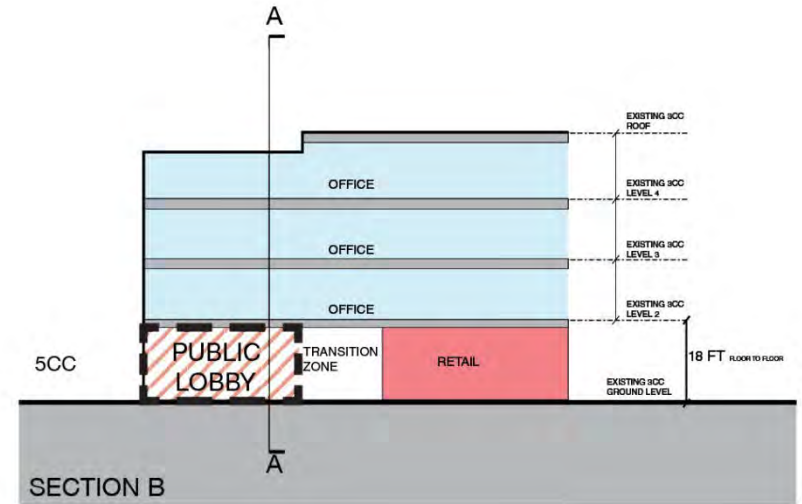 A
EXISTING 3CC
ROOF
OFFICE
EXISTING 3CC
LEVEL 4
OFFICE
EXISTING 3CC
LEVEL 3
OFFICE
EXISTING 3CC
LEVEL 2
5CC
PUBLIC
LOBBY
TRANSITION
ZONE
RETAIL
18 FT FLOOR TO FLOOR
EXISTING 3CC
GROUND LEVEL
A
SECTION B